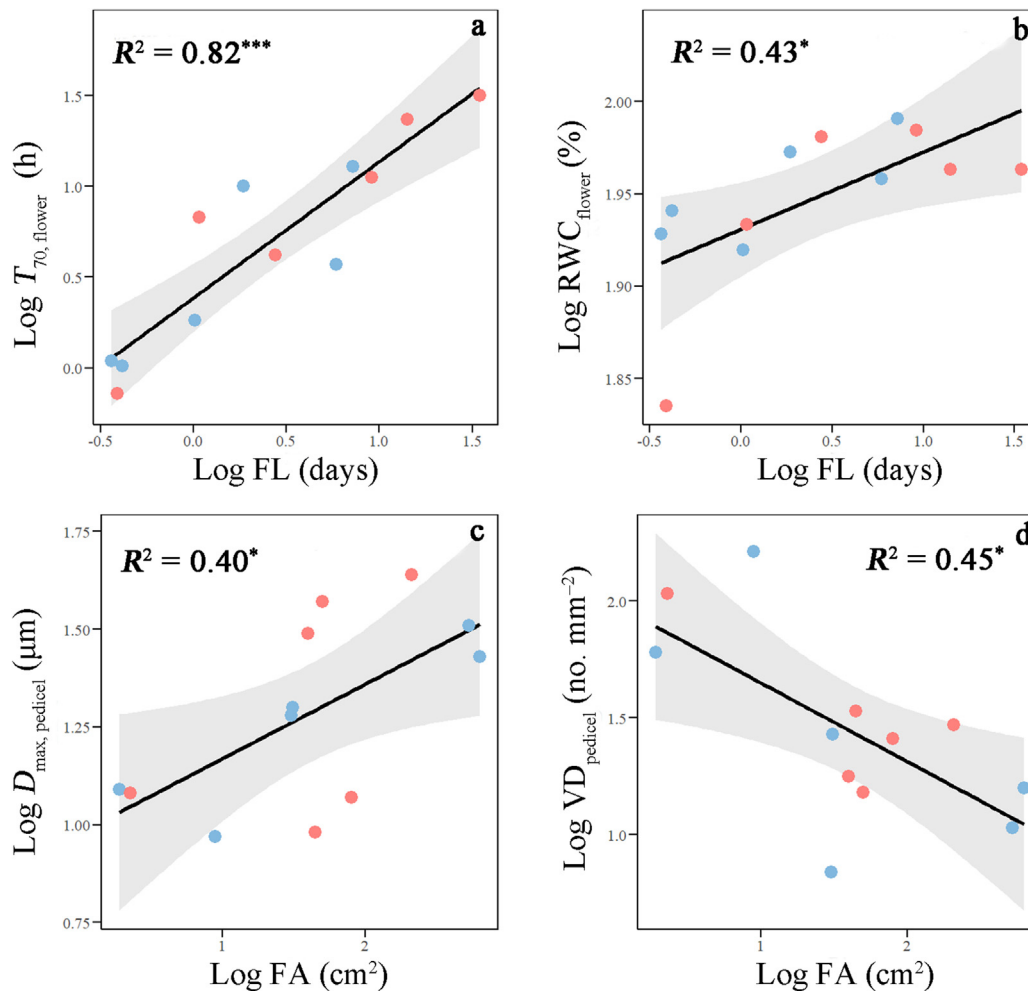 a
R² = 0.82***
Log T70, flower (h)
1.5
1.0
0.5
0.0
-0.5 0.0 0.5 1.0 1.5
Log FL (days)
b
R² = 0.43*
Log RWCflower (%)
2.00
1.95
1.90
1.85
-0.5 0.0 0.5 1.0 1.5
Log FL (days)
c
R² = 0.40*
Log Dmax, pedicel (μm)
1.75
1.50
1.25
1.00
0.75
1 2
Log FA (cm²)
d
R² = 0.45*
Log VDpedicel (no. mm⁻²)
2.0
1.5
1.0
1 2
Log FA (cm²)